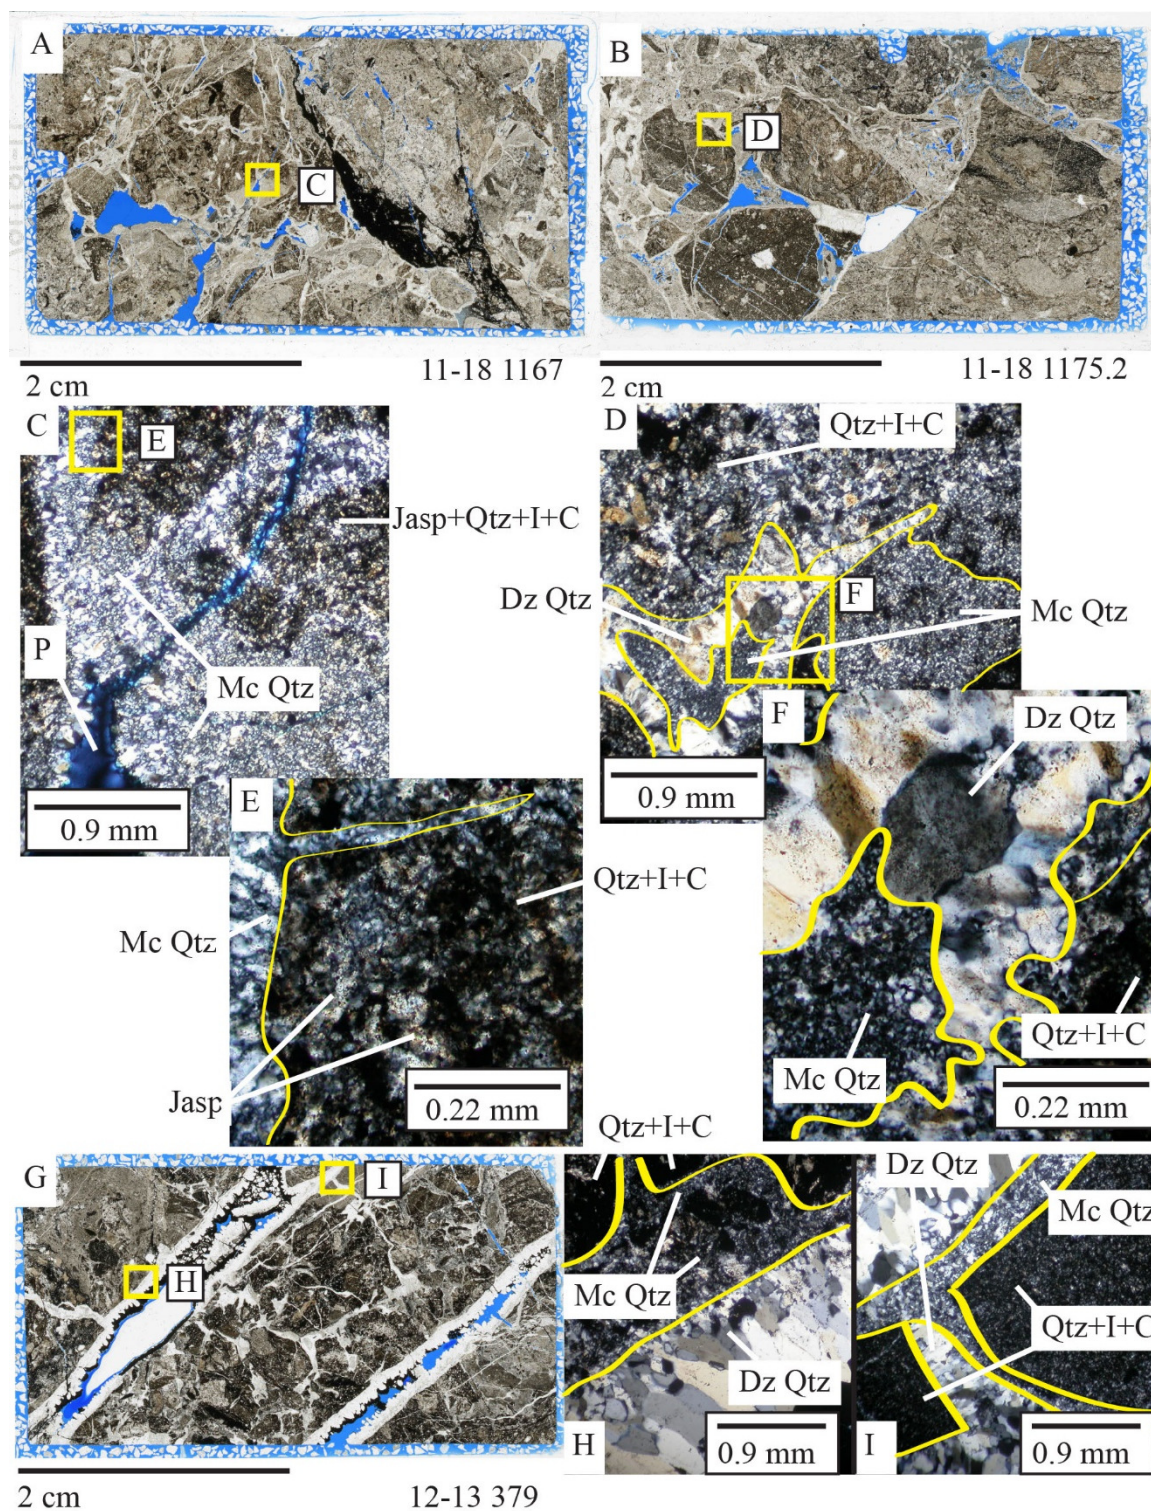 A
B
C
D
2 cm
11-18 1167
2 cm
11-18 1175.2
C
E
Jasp+Qtz+I+C
P
Mc Qtz
0.9 mm
D
Qtz+I+C
Dz Qtz
F
Mc Qtz
0.9 mm
E
Qtz+I+C
Mc Qtz
Jasp
0.22 mm
F
Dz Qtz
Mc Qtz
Qtz+I+C
0.22 mm
G
I
H
2 cm
12-13 379
Qtz+I+C
Mc Qtz
Dz Qtz
H
0.9 mm
Dz Qtz
Mc Qtz
Qtz+I+C
I
0.9 mm